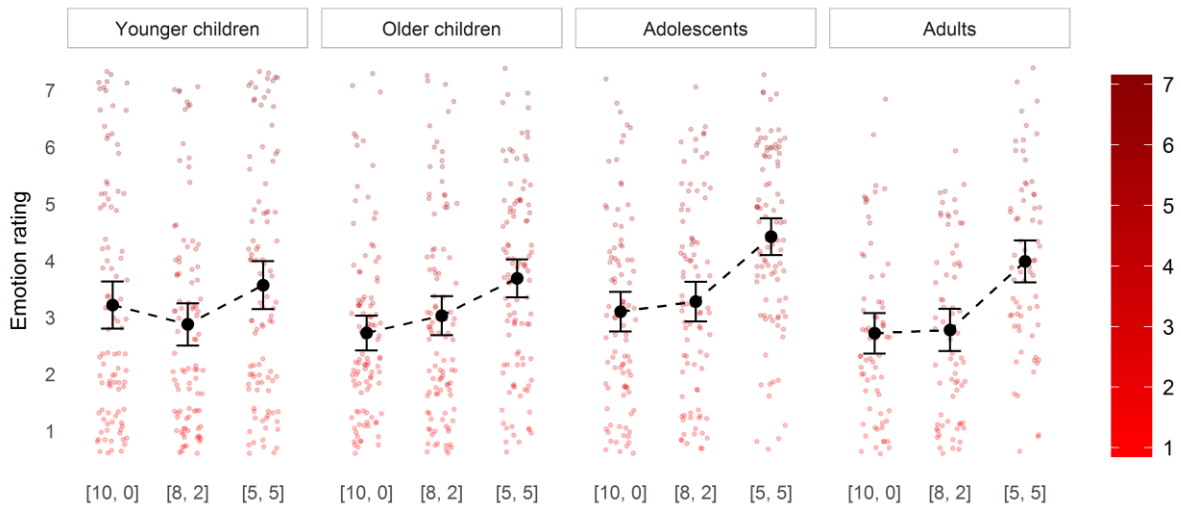 Younger children
Older children
Adolescents
Adults
Emotion rating
7
6
5
4
3
2
1
[10, 0] [8, 2] [5, 5]
[10, 0] [8, 2] [5, 5]
[10, 0] [8, 2] [5, 5]
[10, 0] [8, 2] [5, 5]
7
6
5
4
3
2
1